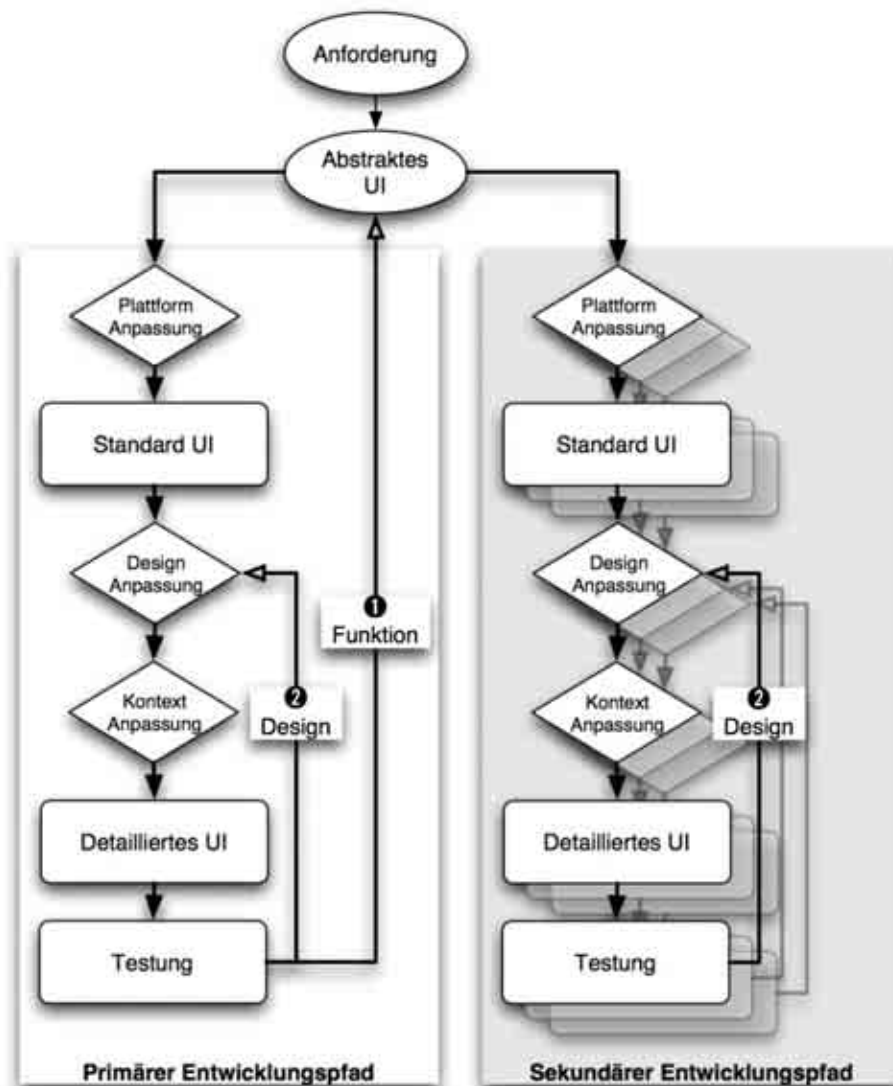 Anforderung
Abstraktes
UI
Plattform
Anpassung
Standard UI
Design
Anpassung
❶
Funktion
Kontext
Anpassung
❷
Design
Detailliertes UI
Testung
Primärer Entwicklungspfad
Plattform
Anpassung
Standard UI
Design
Anpassung
Kontext
Anpassung
❷
Design
Detailliertes UI
Testung
Sekundärer Entwicklungspfad